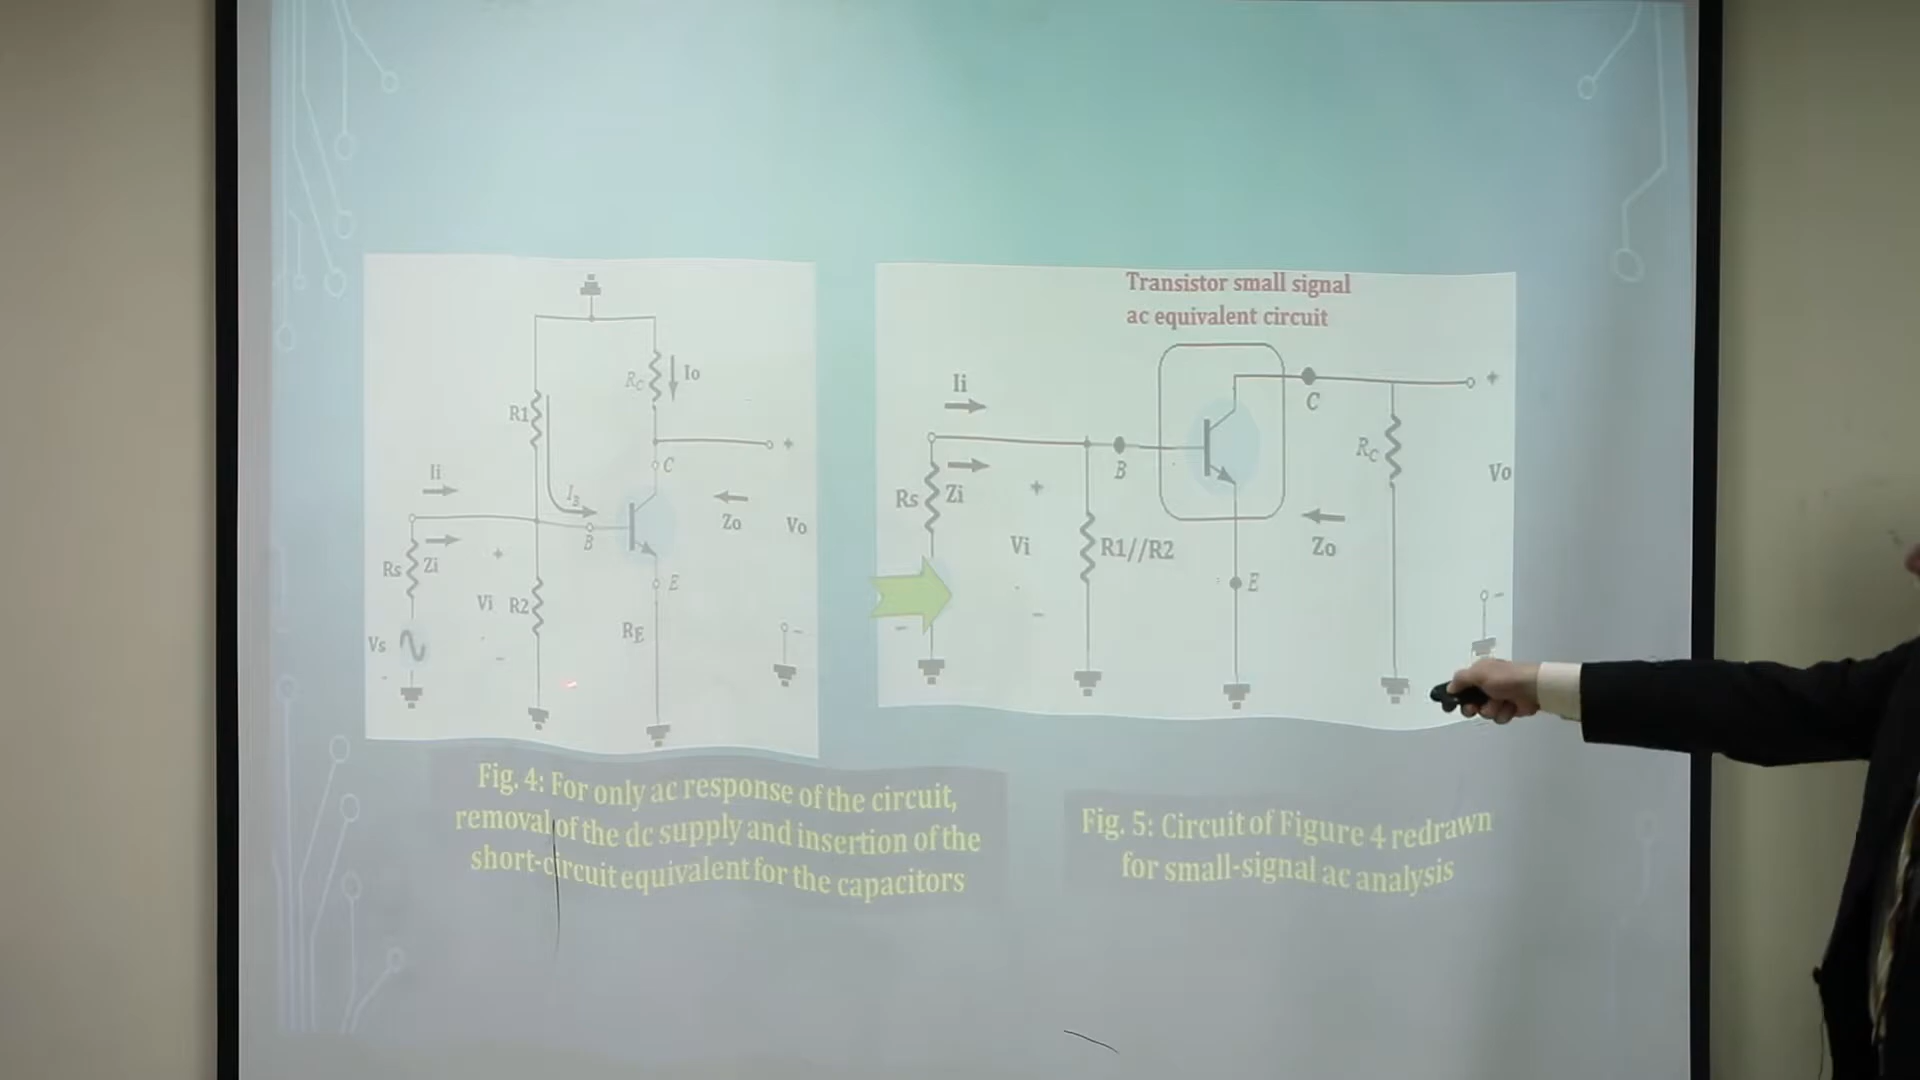 R1
RC
Io
C
Ii
IB
B
Zo
Vo
+
Rs
Zi
+
E
Vi
R2
RE
Vs
-
-
-
Transistor small signal
ac equivalent circuit
Ii
C
+
B
RC
Rs
Zi
+
Vo
Vi
R1//R2
Zo
E
-
-
-
Fig. 4: For only ac response of the circuit,
removal of the dc supply and insertion of the
short-circuit equivalent for the capacitors
Fig. 5: Circuit of Figure 4 redrawn
for small-signal ac analysis